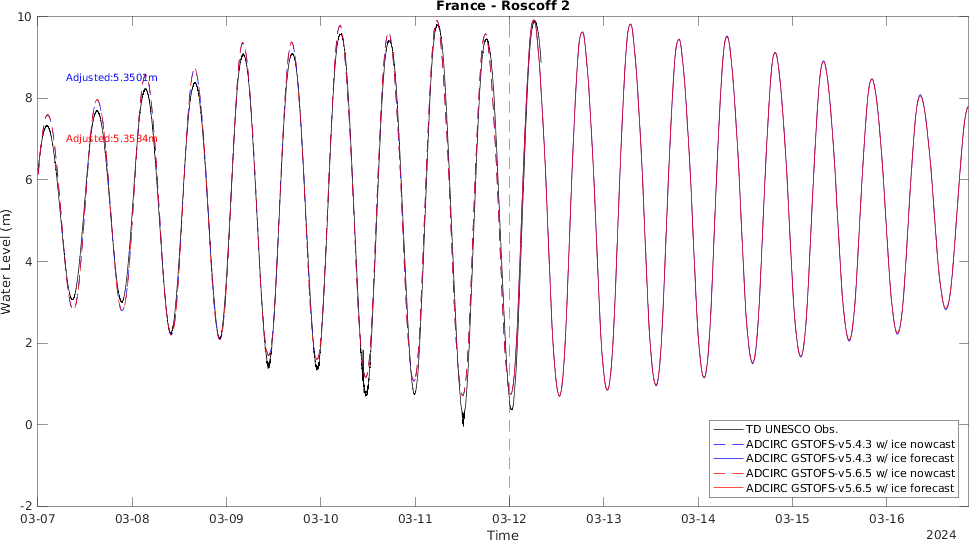 France - Roscoff 2
Adjusted:5.3501m
Adjusted:5.3534m
Water Level (m)
10
8
6
4
2
0
-2
03-07 03-08 03-09 03-10 03-11 03-12 03-13 03-14 03-15 03-16
Time
2024
TD UNESCO Obs.
ADCIRC GSTOFS-v5.4.3 w/ ice nowcast
ADCIRC GSTOFS-v5.4.3 w/ ice forecast
ADCIRC GSTOFS-v5.6.5 w/ ice nowcast
ADCIRC GSTOFS-v5.6.5 w/ ice forecast